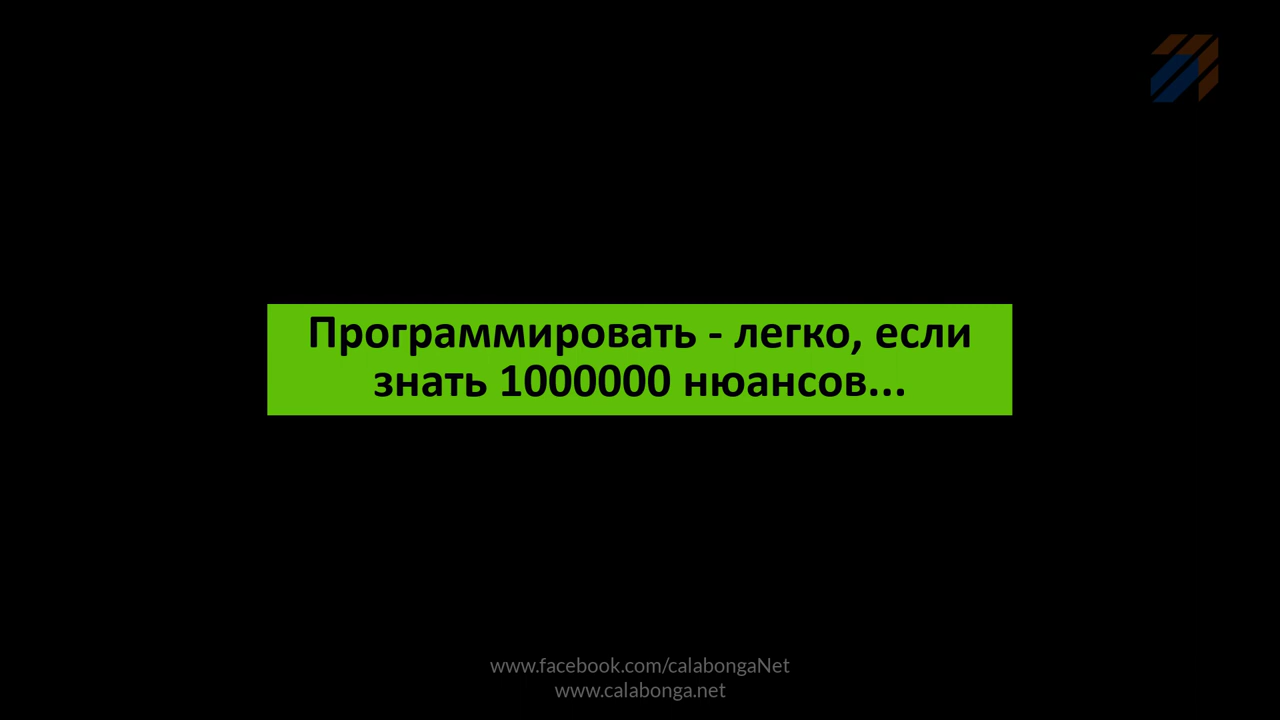 Программировать - легко, если
знать 1000000 нюансов...
www.facebook.com/calabongaNet
www.calabonga.net